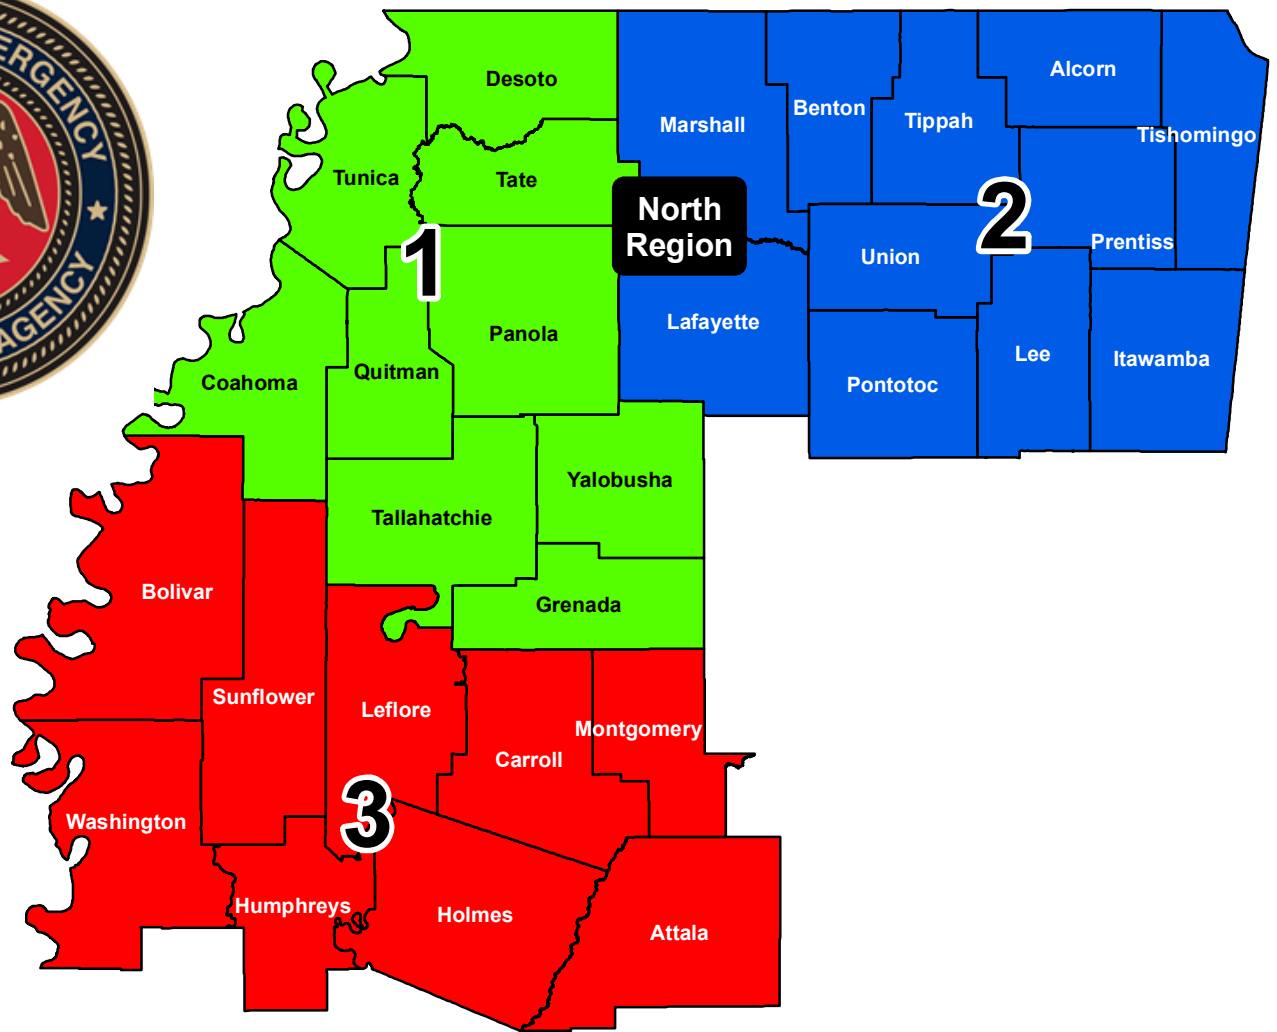 ERGENCY
AGENCY
Desoto
Alcorn
Marshall
Benton
Tippah
Tishomingo
Tunica
Tate
North
Region
2
1
Union
Prentiss
Panola
Lafayette
Lee
Itawamba
Coahoma
Quitman
Pontotoc
Yalobusha
Tallahatchie
Bolivar
Grenada
Sunflower
Leflore
Montgomery
Carroll
3
Washington
Humphreys
Holmes
Attala